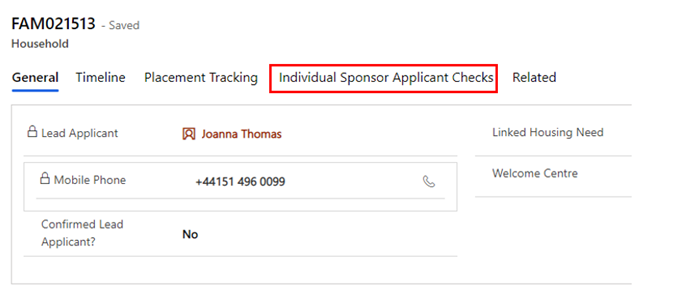 FAM021513 - Saved
Household
General Timeline Placement Tracking Individual Sponsor Applicant Checks Related
Lead Applicant Joanna Thomas Linked Housing Need
Mobile Phone +44151 496 0099 Welcome Centre
Confirmed Lead
Applicant? No